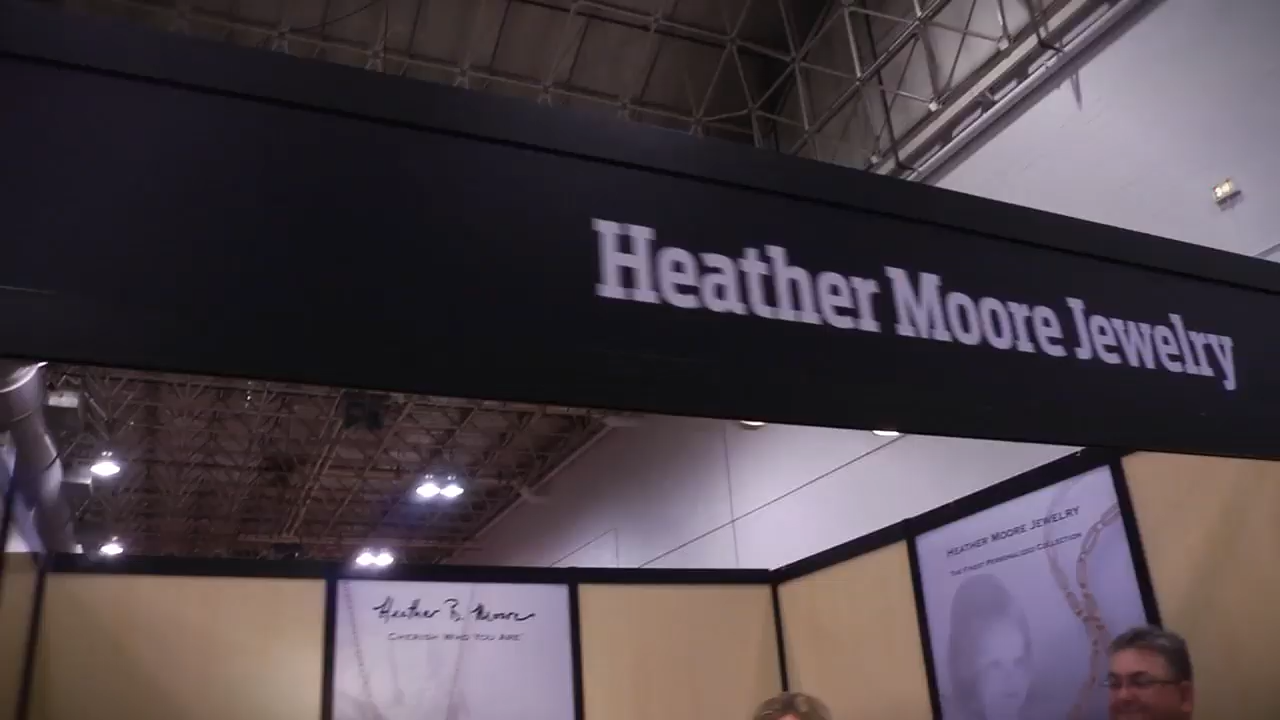 Heather Moore Jewelry
HEATHER MOORE JEWELRY
THE FINEST PERSONALIZED COLLECTION
Heather B. Moore
CHERISH WHO YOU ARE